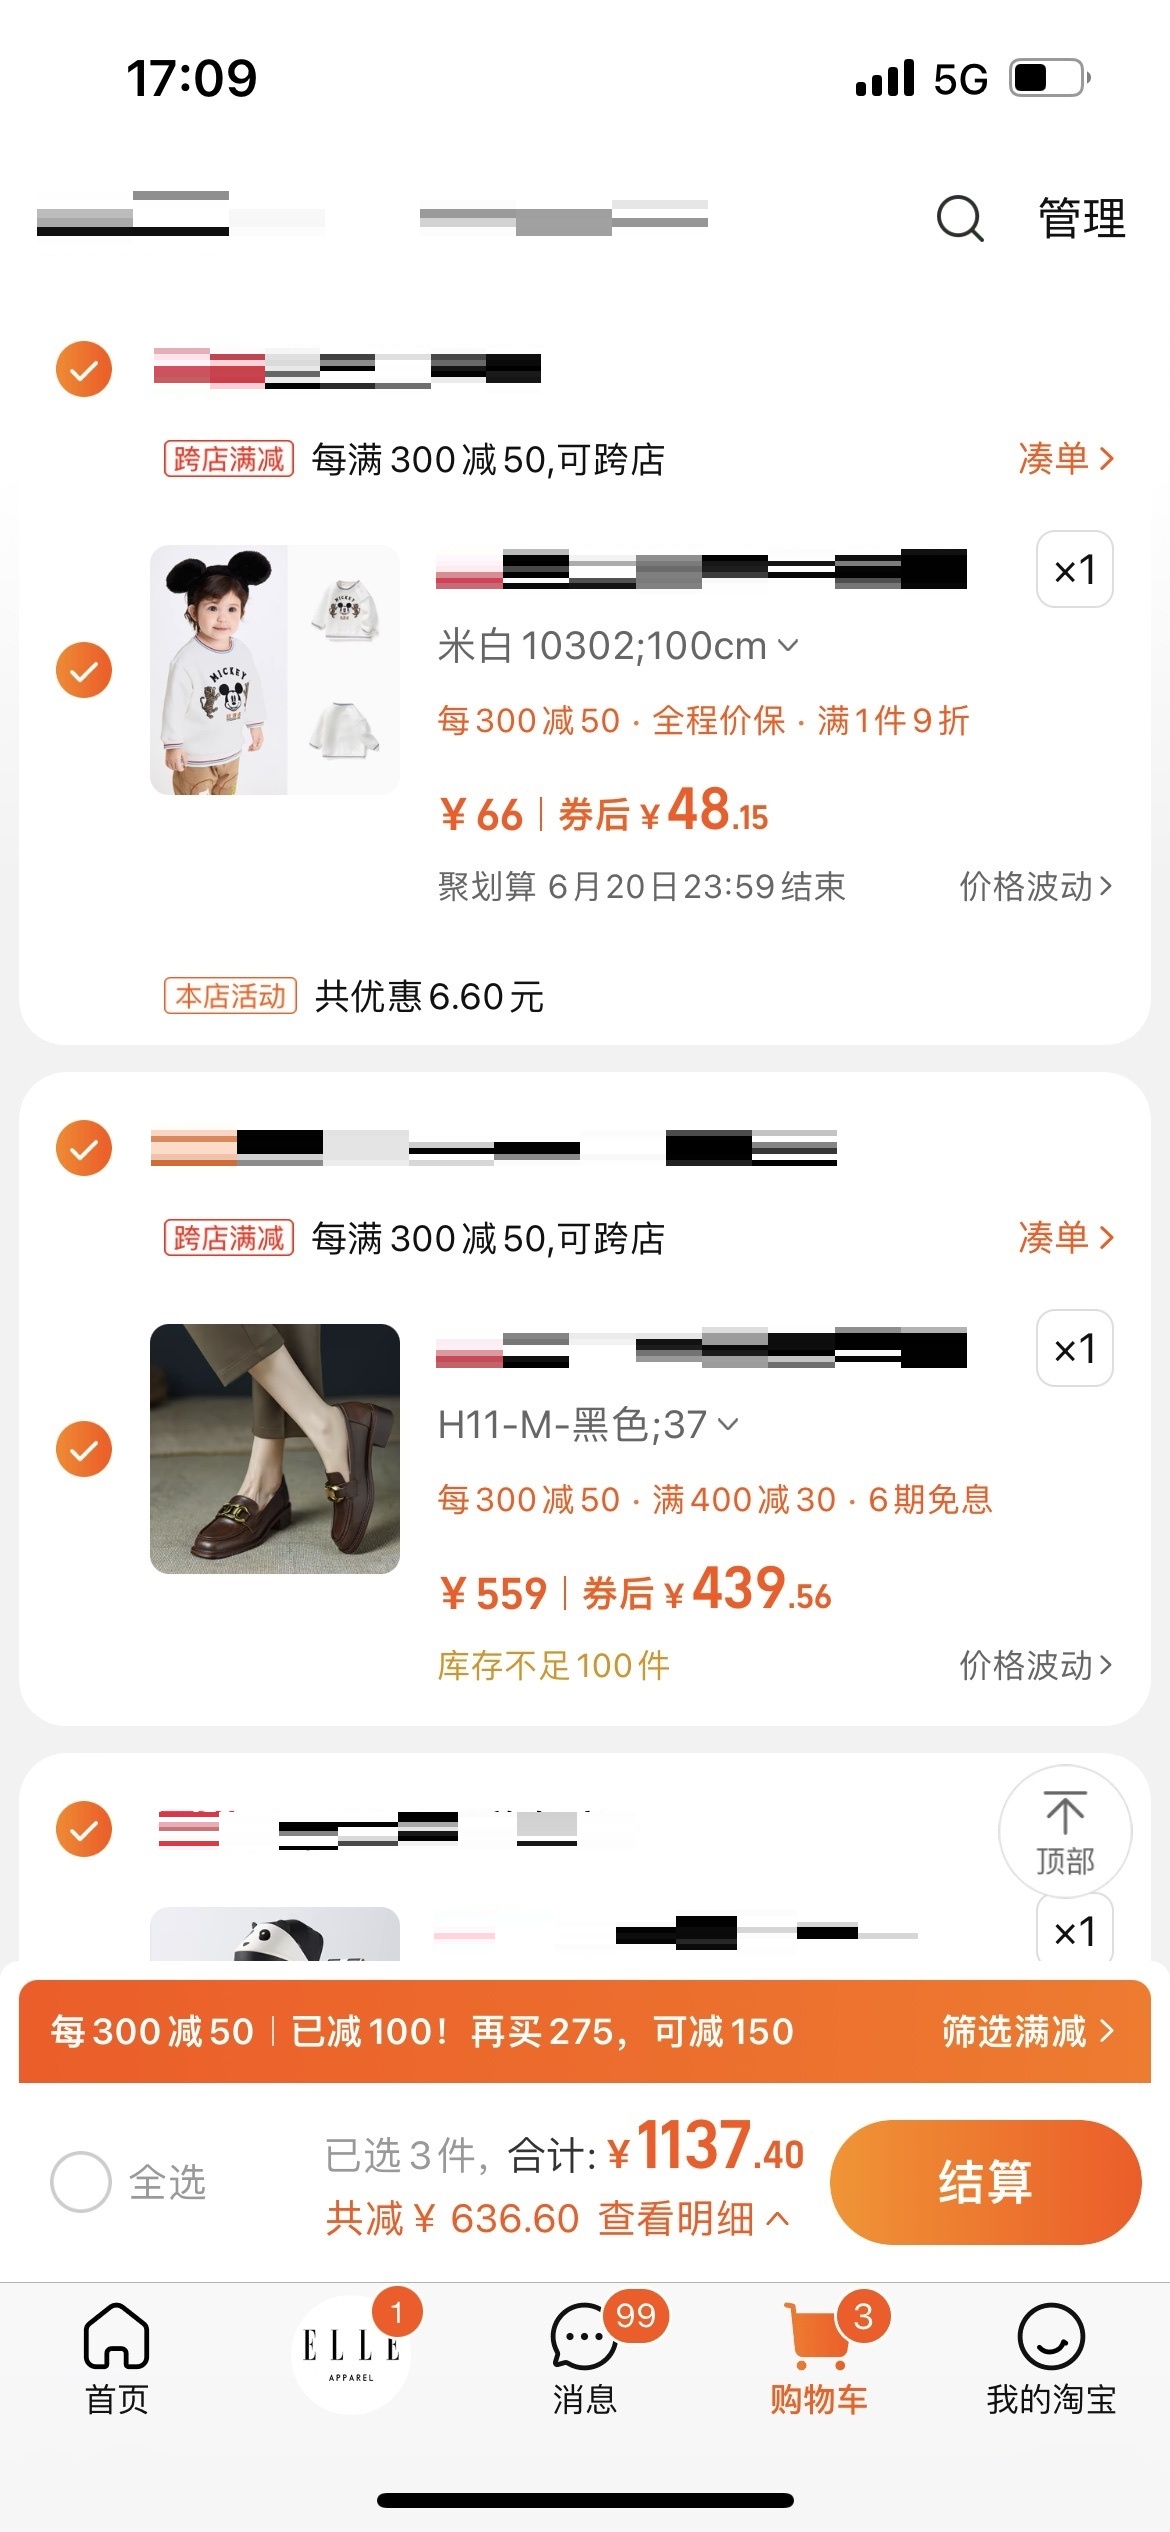 17:09
5G
管理
跨店满减 每满300减50,可跨店 凑单
×1
MICKEY
米白10302;100cm
每300减50 · 全程价保 · 满1件9折
¥66 券后¥48.15
聚划算 6月20日23:59结束 价格波动
本店活动 共优惠6.60元
跨店满减 每满300减50,可跨店 凑单
×1
H11-M-黑色;37
每300减50 · 满400减30 · 6期免息
¥559 券后¥439.56
库存不足100件 价格波动
顶部
×1
每300减50 已减100！再买275，可减150 筛选满减
全选
已选3件，合计:¥1137.40
共减¥ 636.60 查看明细
结算
ELLE
APPAREL
1
99
3
首页
消息
购物车
我的淘宝